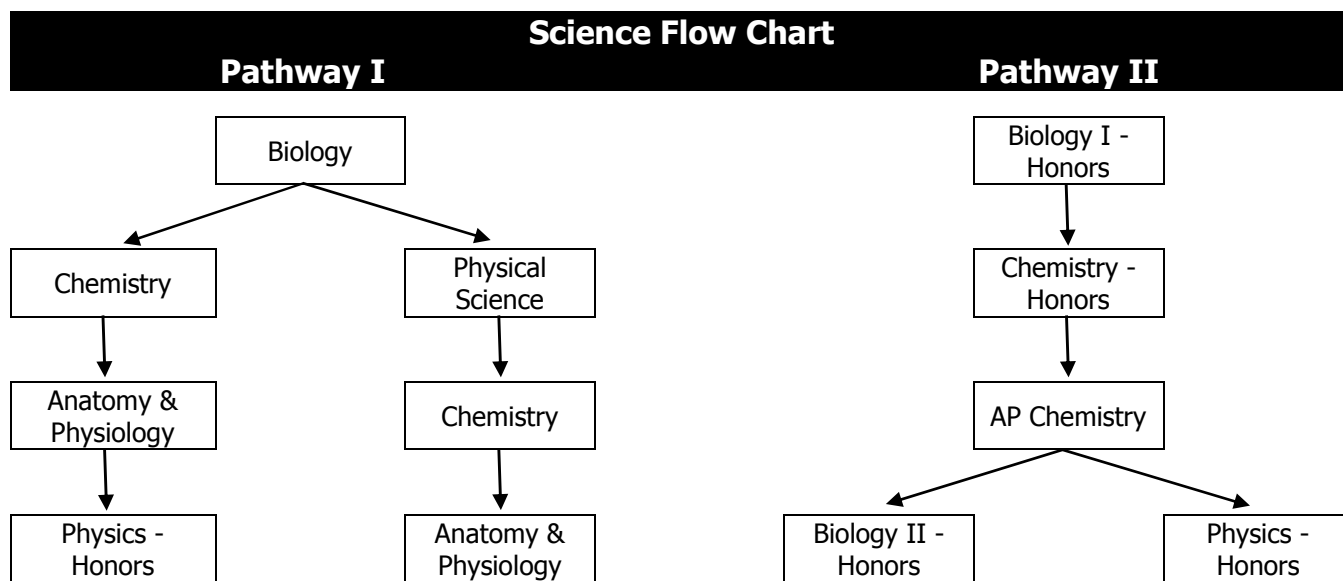 Science Flow Chart
Pathway I Pathway II
Biology
Biology I -
Honors
Chemistry
Physical
Science
Chemistry -
Honors
Anatomy &
Physiology
Chemistry
AP Chemistry
Physics -
Honors
Anatomy &
Physiology
Biology II -
Honors
Physics -
Honors